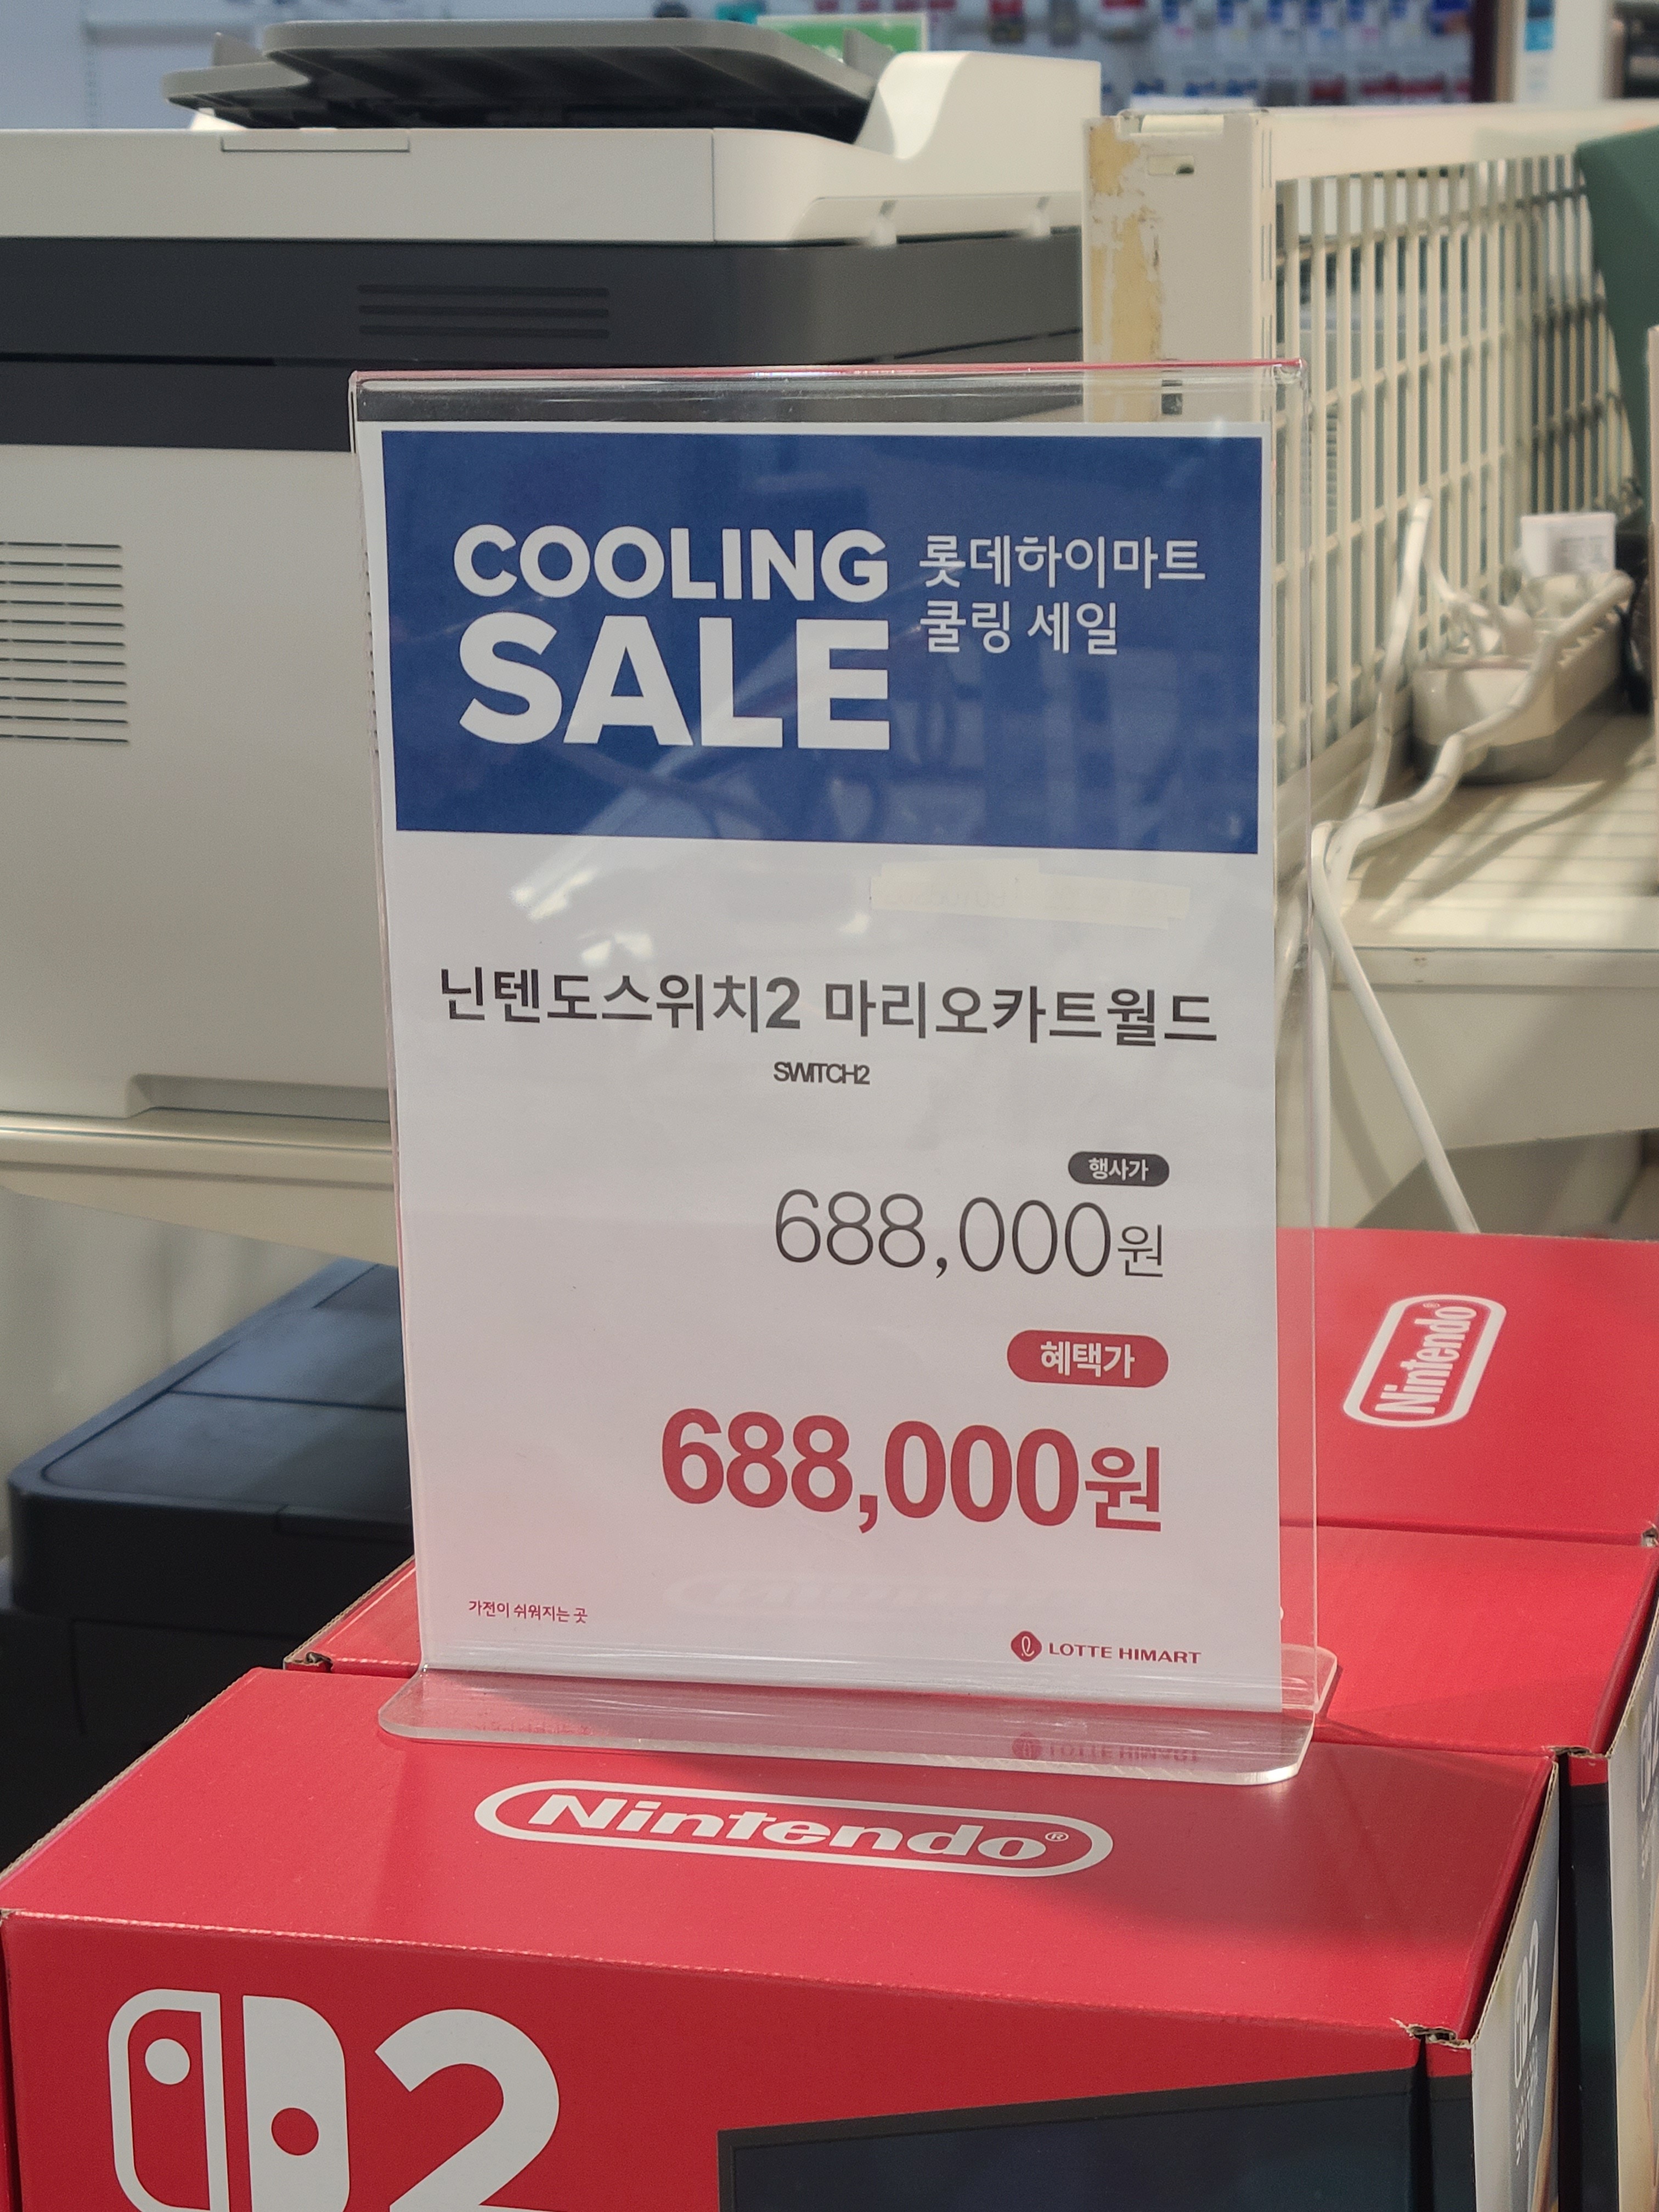 COOLING
SALE
롯데하이마트
쿨링 세일
닌텐도스위치2 마리오카트월드
SWITCH2
행사가
688,000원
혜택가
688,000원
가전이 쉬워지는 곳
LOTTE HIMART
Nintendo®
Nintendo®
2